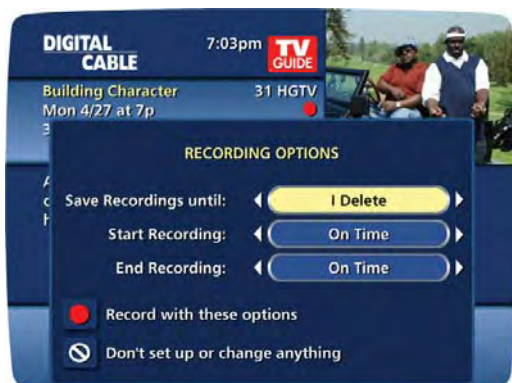 DIGITAL
CABLE
7:03pm
TV
GUIDE
Building Character
31 HGTV
Mon 4/27 at 7p
3
RECORDING OPTIONS
A
Save Recordings until:
I Delete
Start Recording:
On Time
End Recording:
On Time
Record with these options
Don't set up or change anything